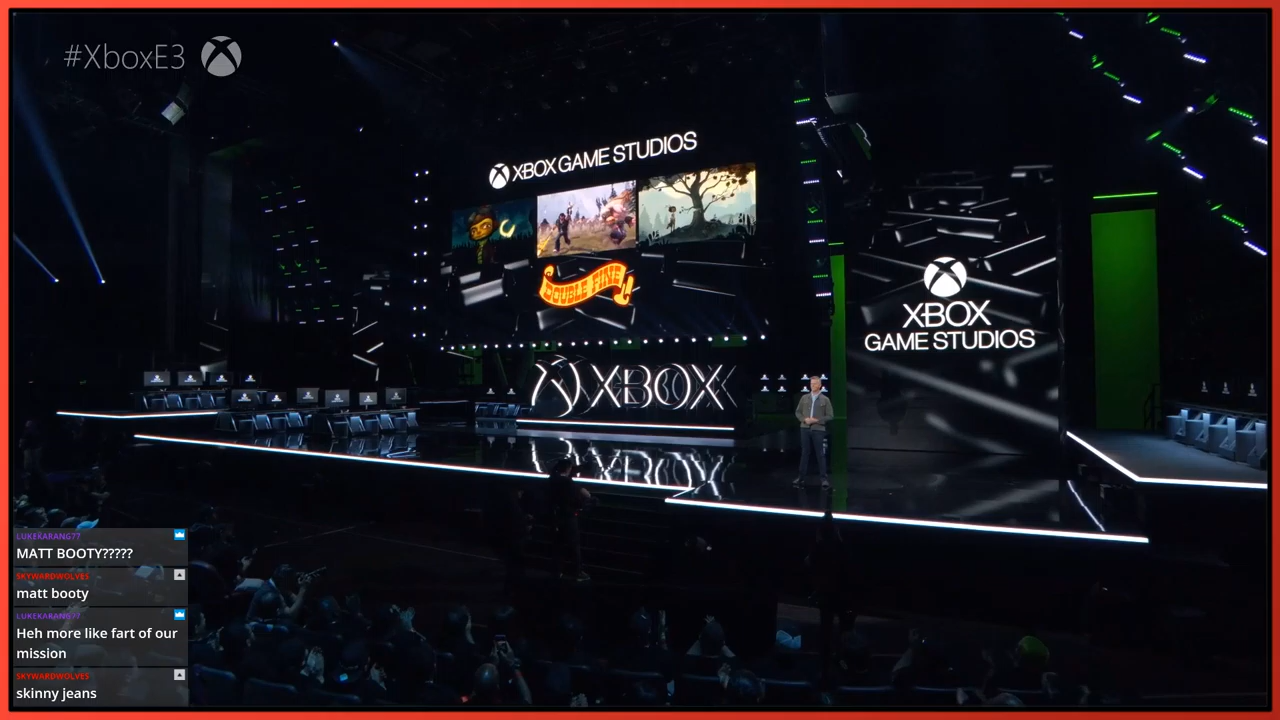 #XboxE3
XBOX GAME STUDIOS
DOUBLE FINE
XBOX
XBOX
GAME STUDIOS
LUKEKARANG77
MATT BOOTY?????
SKYWARDWOLVES
matt booty
LUKEKARANG77
Heh more like fart of our
mission
SKYWARDWOLVES
skinny jeans